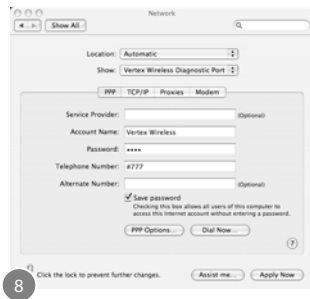 Network
Show All
Location: Automatic
Show: Vertex Wireless Diagnostic Port
PPP TCP/IP Proxies Modem
Service Provider: (Optional)
Account Name: Vertex Wireless
Password: ••••
Telephone Number: #777
Alternate Number: (Optional)
Save password
Checking this box allows all users of this computer to
access this Internet account without entering a password.
PPP Options... Dial Now...
?
Click the lock to prevent further changes. Assist me... Apply Now
8